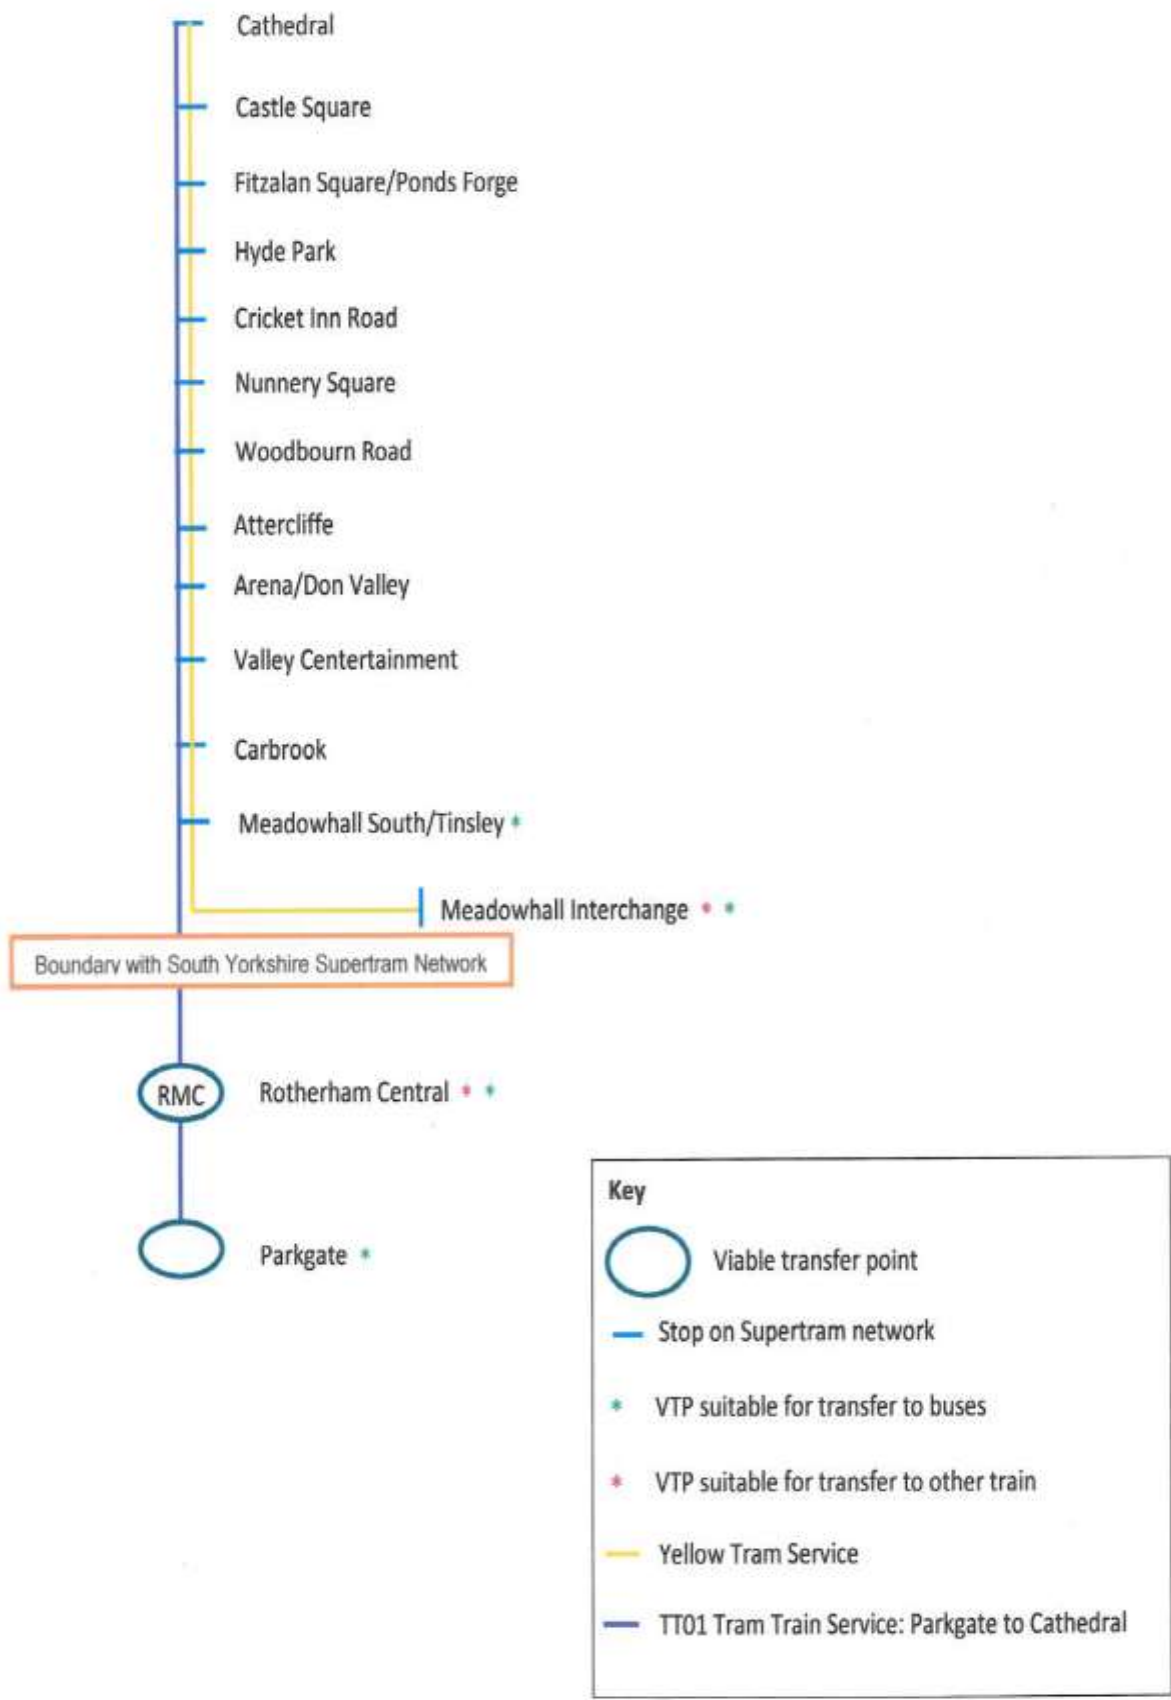 Cathedral
Castle Square
Fitzalan Square/Ponds Forge
Hyde Park
Cricket Inn Road
Nunnery Square
Woodbourn Road
Attercliffe
Arena/Don Valley
Valley Centertainment
Carbrook
Meadowhall South/Tinsley *
Meadowhall Interchange * *
Boundary with South Yorkshire Supertram Network
RMC Rotherham Central * *
Parkgate *
Key
Viable transfer point
Stop on Supertram network
* VTP suitable for transfer to buses
* VTP suitable for transfer to other train
Yellow Tram Service
TT01 Tram Train Service: Parkgate to Cathedral